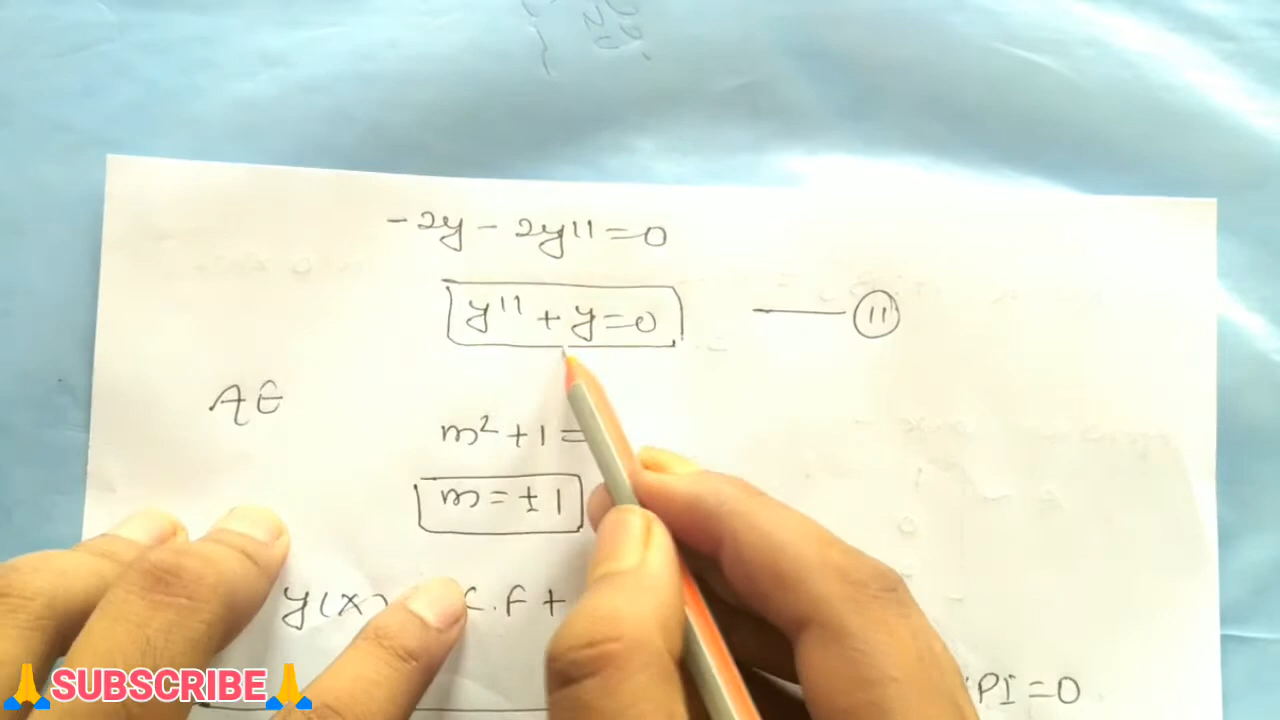 -2y - 2y'' = 0
y'' + y = 0 — (11)
AE
m² + 1 =
m = ± 1
y(x) C.F +
PI = 0
SUBSCRIBE